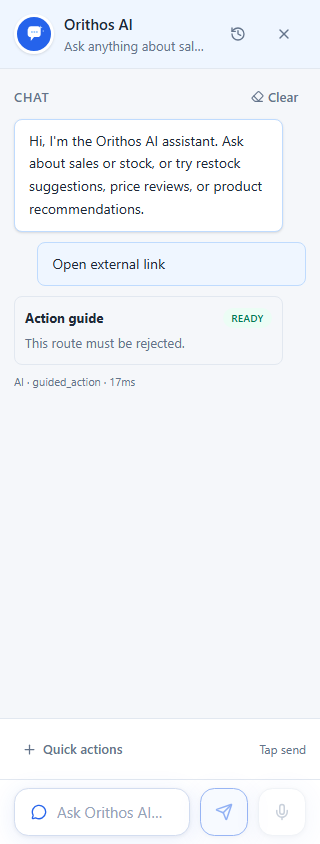 Orithos AI
Ask anything about sal...
CHAT
Clear
Hi, I'm the Orithos AI assistant. Ask
about sales or stock, or try restock
suggestions, price reviews, or product
recommendations.
Open external link
Action guide
READY
This route must be rejected.
AI · guided_action · 17ms
Quick actions
Tap send
Ask Orithos AI...